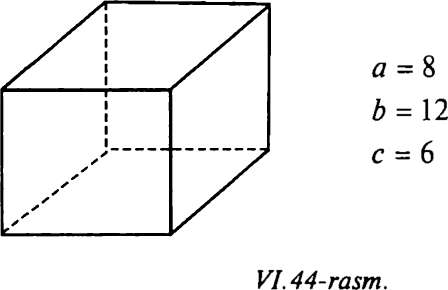 a = 8
b = 12
c = 6
VI.44-rasm.